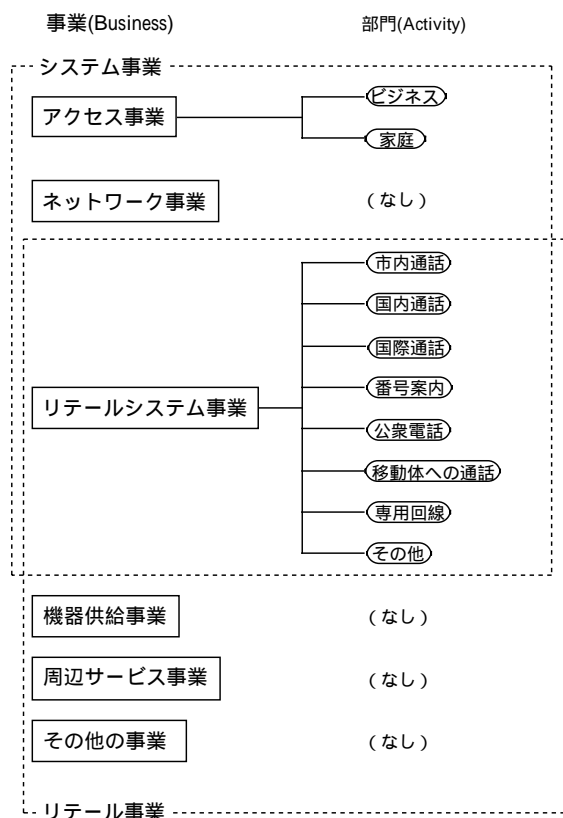 事業(Business) 部門(Activity)
システム事業
アクセス事業
ビジネス
家庭
ネットワーク事業 (なし)
市内通話
国内通話
国際通話
リテールシステム事業
番号案内
公衆電話
移動体への通話
専用回線
その他
機器供給事業 (なし)
周辺サービス事業 (なし)
その他の事業 (なし)
リテール事業